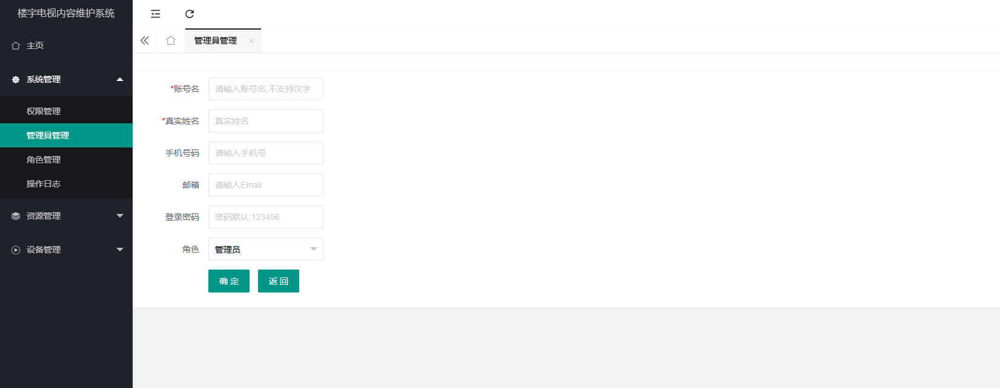 楼宇电视内容维护系统
主页
系统管理
权限管理
管理員管理
角色管理
操作日志
资源管理
设备管理
管理員管理
*账号名 请输入账号名,不支持汉字
*真实姓名 真实姓名
手机号码 请输入手机号
邮箱 请输入Email
登录密码 密码默认:123456
角色 管理员
确 定 返 回